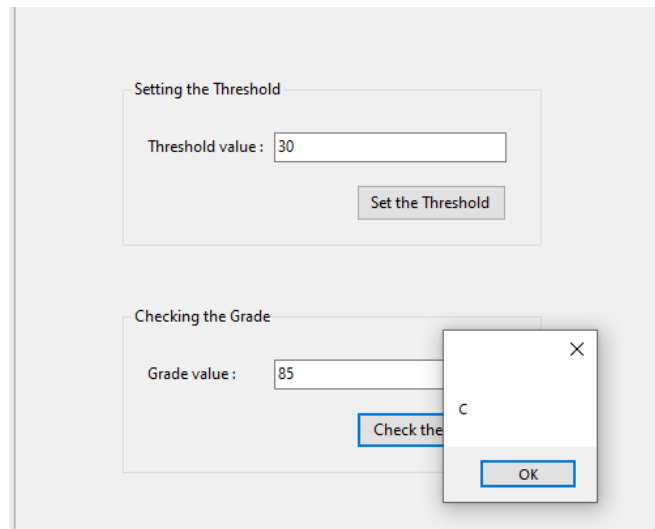 Setting the Threshold
Threshold value : 30
Set the Threshold
Checking the Grade
Grade value : 85
Check the
C
OK